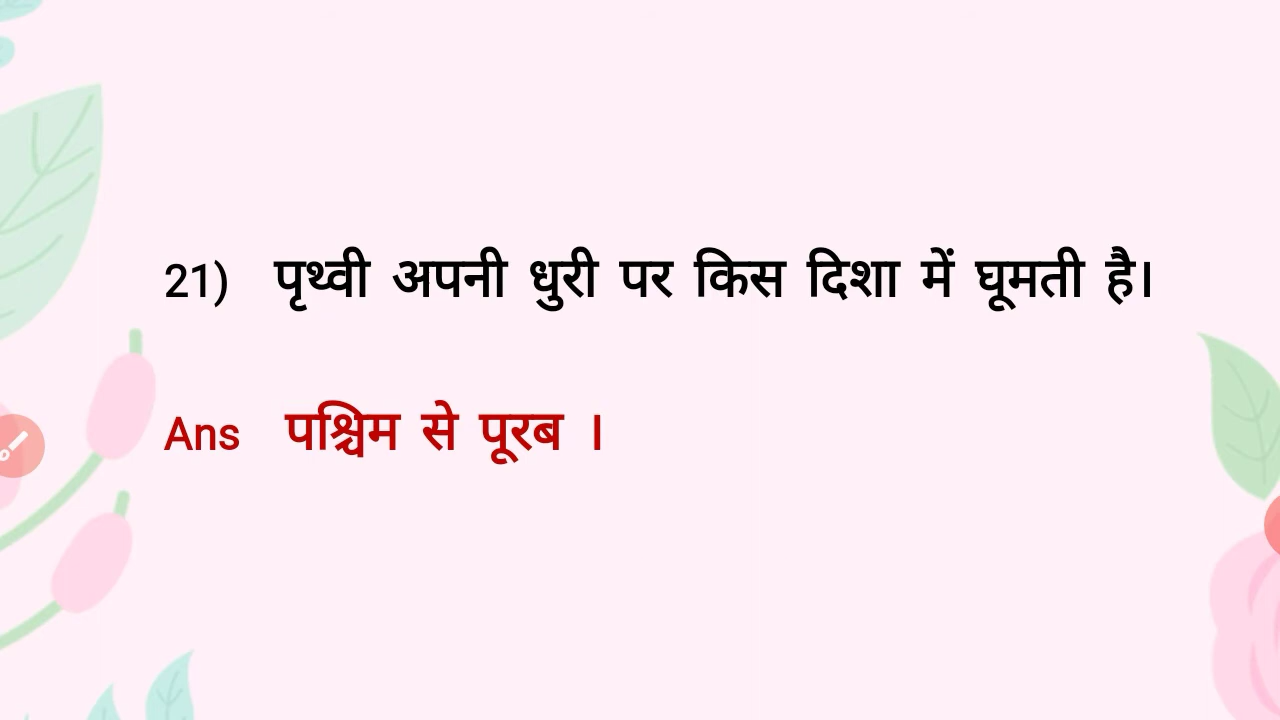 21) पृथ्वी अपनी धुरी पर किस दिशा में घूमती है।
Ans पश्चिम से पूरब ।